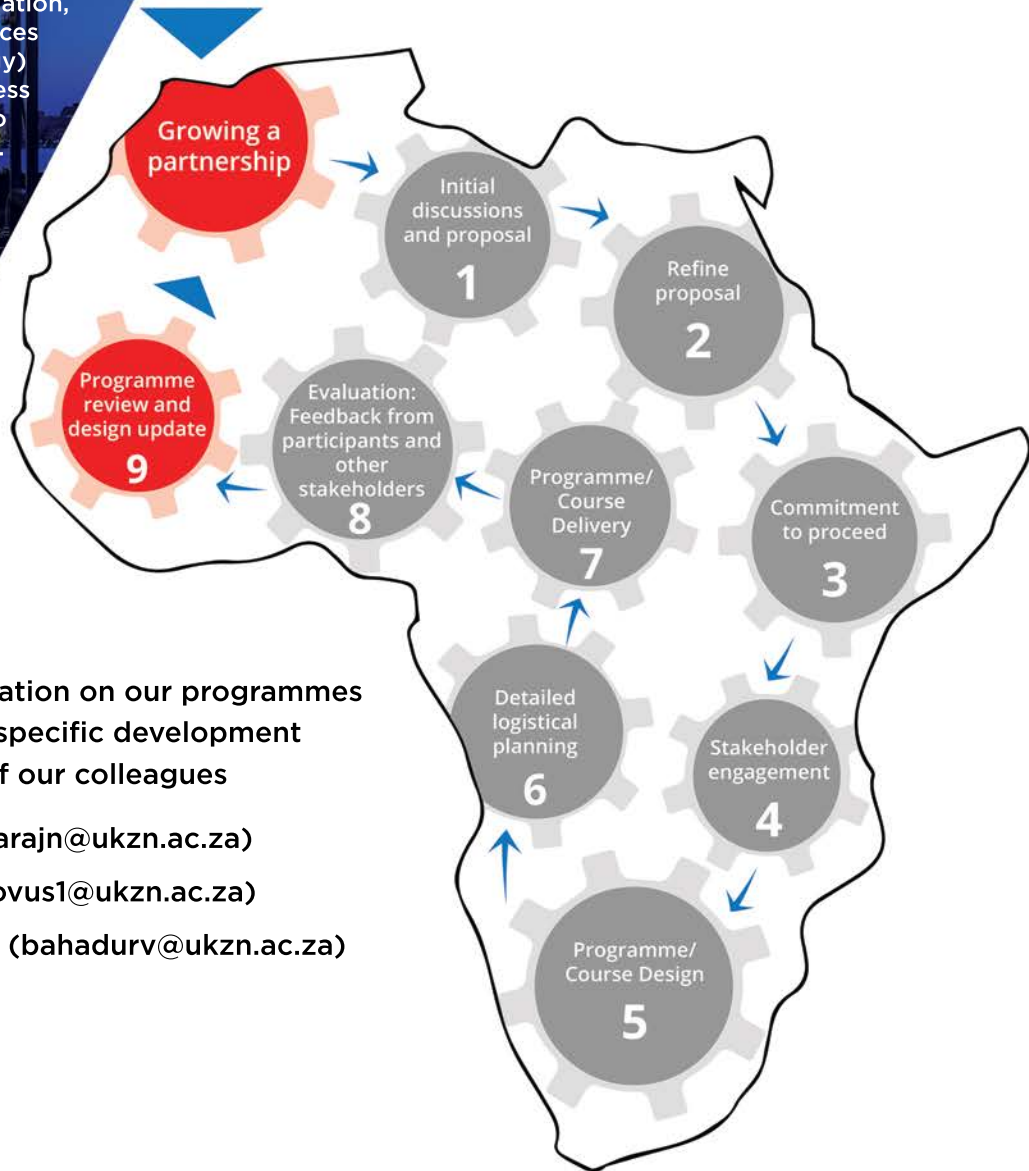 ation,
ces
y)
ess
o
Growing a
partnership
Initial
discussions
and proposal
1
Refine
proposal
2
Commitment
to proceed
3
Stakeholder
engagement
4
Programme/
Course Design
5
Detailed
logistical
planning
6
Programme/
Course
Delivery
7
Evaluation:
Feedback from
participants and
other
stakeholders
8
Programme
review and
design update
9
ation on our programmes
specific development
f our colleagues
arajn@ukzn.ac.za)
ovus1@ukzn.ac.za)
(bahadurv@ukzn.ac.za)